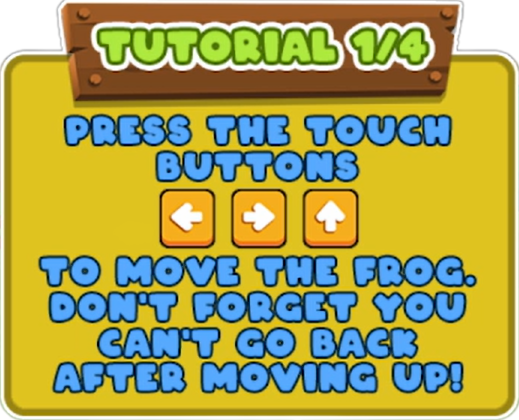 TUTORIAL 1/4
PRESS THE TOUCH
BUTTONS
TO MOVE THE FROG.
DON'T FORGET YOU
CAN'T GO BACK
AFTER MOVING UP!